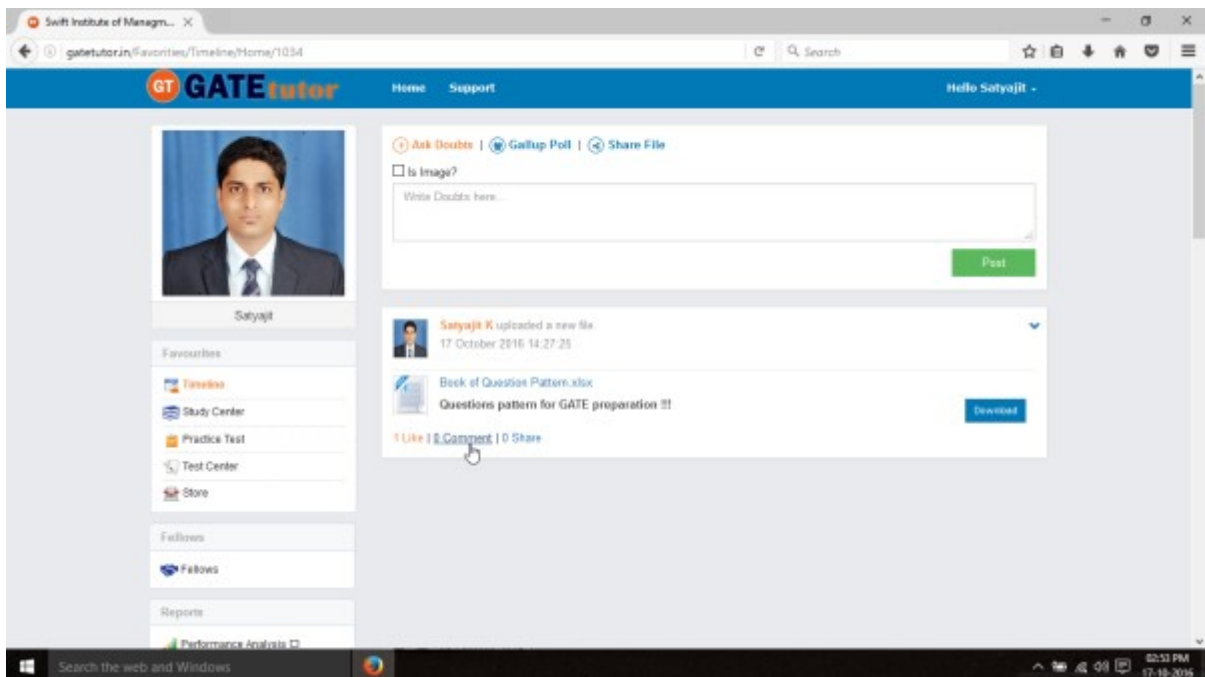 Swift Institute of Managm...
gatetutor.in/Favorities/Timeline/Home/1034
Search
GT GATEtutor
Home Support
Hello Satyajit
Ask Doubts | Gallup Poll | Share File
Is Image?
Write Doubts here...
Post
Satyajit
Satyajit K uploaded a new file.
17 October 2016 14:27:25
Book of Question Pattern.xlsx
Questions pattern for GATE preparation !!!
Download
1 Like | 0 Comment | 0 Share
Favourites
Timeline
Study Center
Practice Test
Test Center
Store
Fellows
Fellows
Reports
Performance Analysis
Search the web and Windows
02:53 PM
17-10-2016